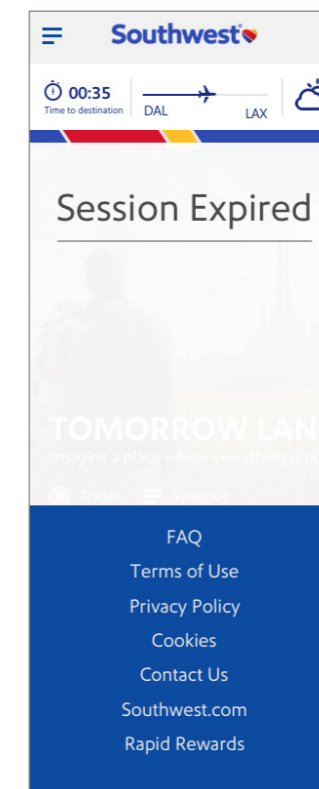 Southwest
00:35
Time to destination
DAL
LAX
Session Expired
TOMORROW LAN
Imagine a place where everything is po
Trailer
Synopsis
FAQ
Terms of Use
Privacy Policy
Cookies
Contact Us
Southwest.com
Rapid Rewards